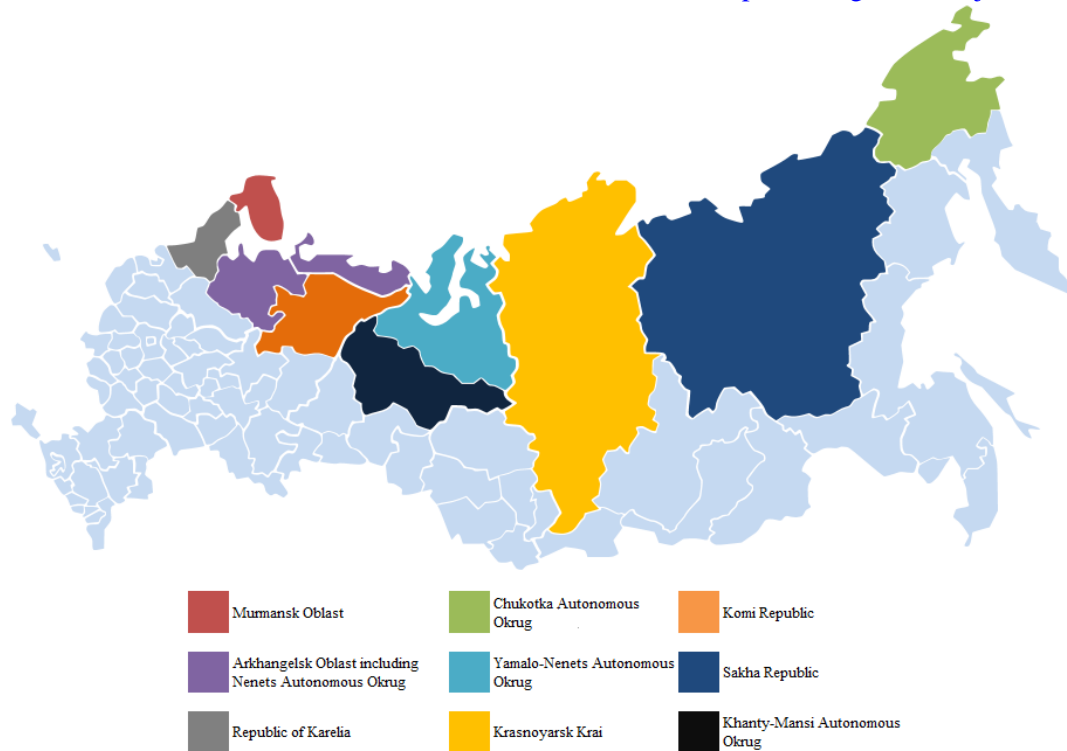 Murmansk Oblast
Chukotka Autonomous
Okrug
Komi Republic
Arkhangelsk Oblast including
Nenets Autonomous Okrug
Yamalo-Nenets Autonomous
Okrug
Sakha Republic
Republic of Karelia
Krasnoyarsk Krai
Khanty-Mansi Autonomous
Okrug